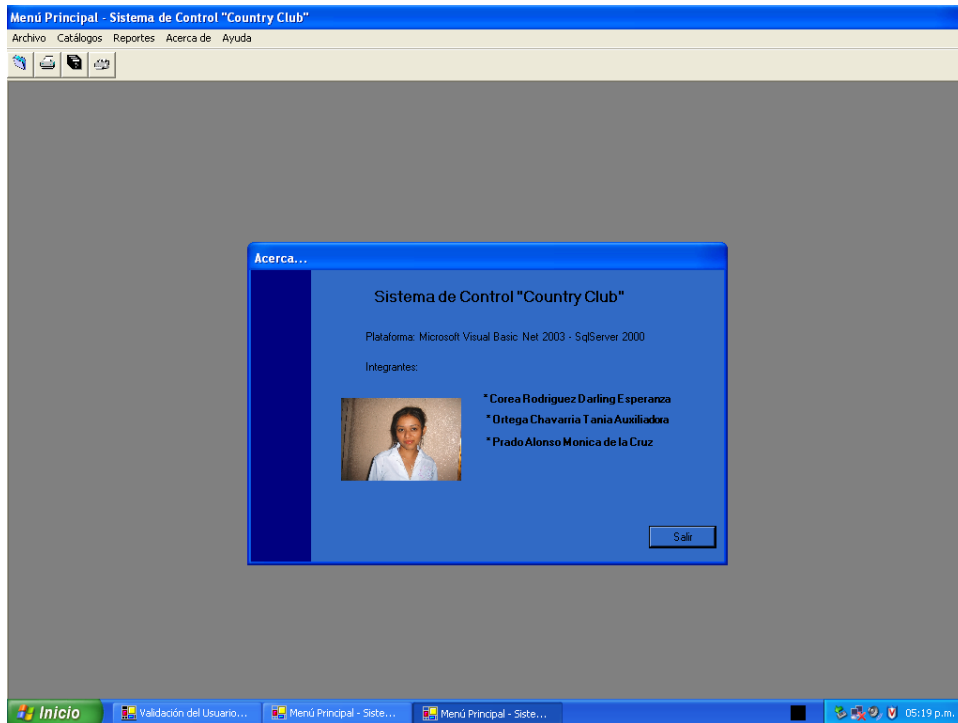 Menú Principal - Sistema de Control "Country Club"
Archivo Catálogos Reportes Acerca de Ayuda
Acerca...
Sistema de Control "Country Club"
Plataforma: Microsoft Visual Basic Net 2003 - SqlServer 2000
Integrantes:
* Corea Rodriguez Darling Esperanza
* Ortega Chavarria Tania Auxiliadora
* Prado Alonso Monica de la Cruz
Salir
Inicio Validación del Usuario... Menú Principal - Siste... Menú Principal - Siste... 05:19 p.m.